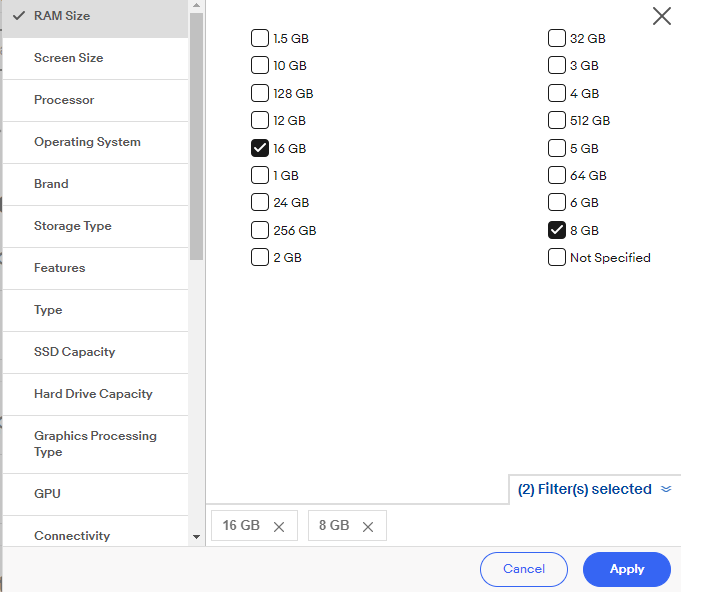 RAM Size
Screen Size
Processor
Operating System
Brand
Storage Type
Features
Type
SSD Capacity
Hard Drive Capacity
Graphics Processing
Type
GPU
Connectivity
1.5 GB
10 GB
128 GB
12 GB
16 GB
1 GB
24 GB
256 GB
2 GB
32 GB
3 GB
4 GB
512 GB
5 GB
64 GB
6 GB
8 GB
Not Specified
(2) Filter(s) selected
16 GB
8 GB
Cancel
Apply